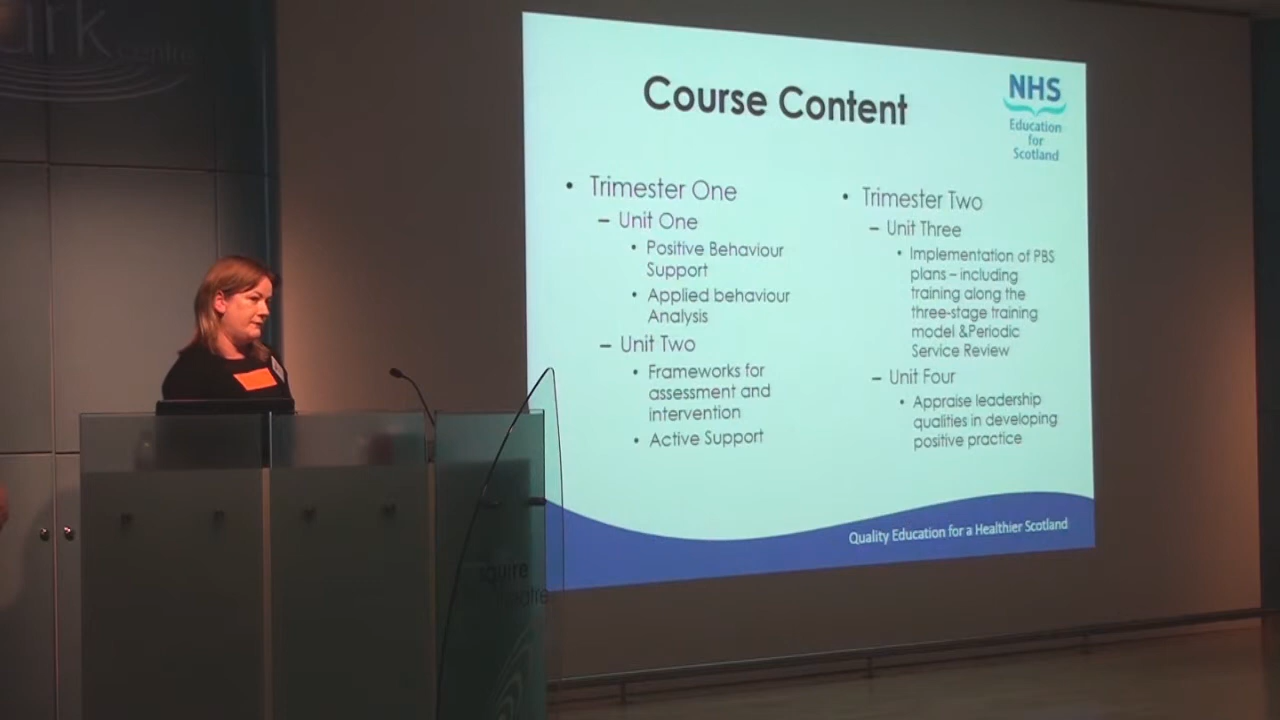 centre
Course Content
NHS
Education
for
Scotland
• Trimester One
– Unit One
• Positive Behaviour
Support
• Applied behaviour
Analysis
– Unit Two
• Frameworks for
assessment and
intervention
• Active Support
• Trimester Two
– Unit Three
• Implementation of PBS
plans – including
training along the
three-stage training
model &Periodic
Service Review
– Unit Four
• Appraise leadership
qualities in developing
positive practice
Quality Education for a Healthier Scotland